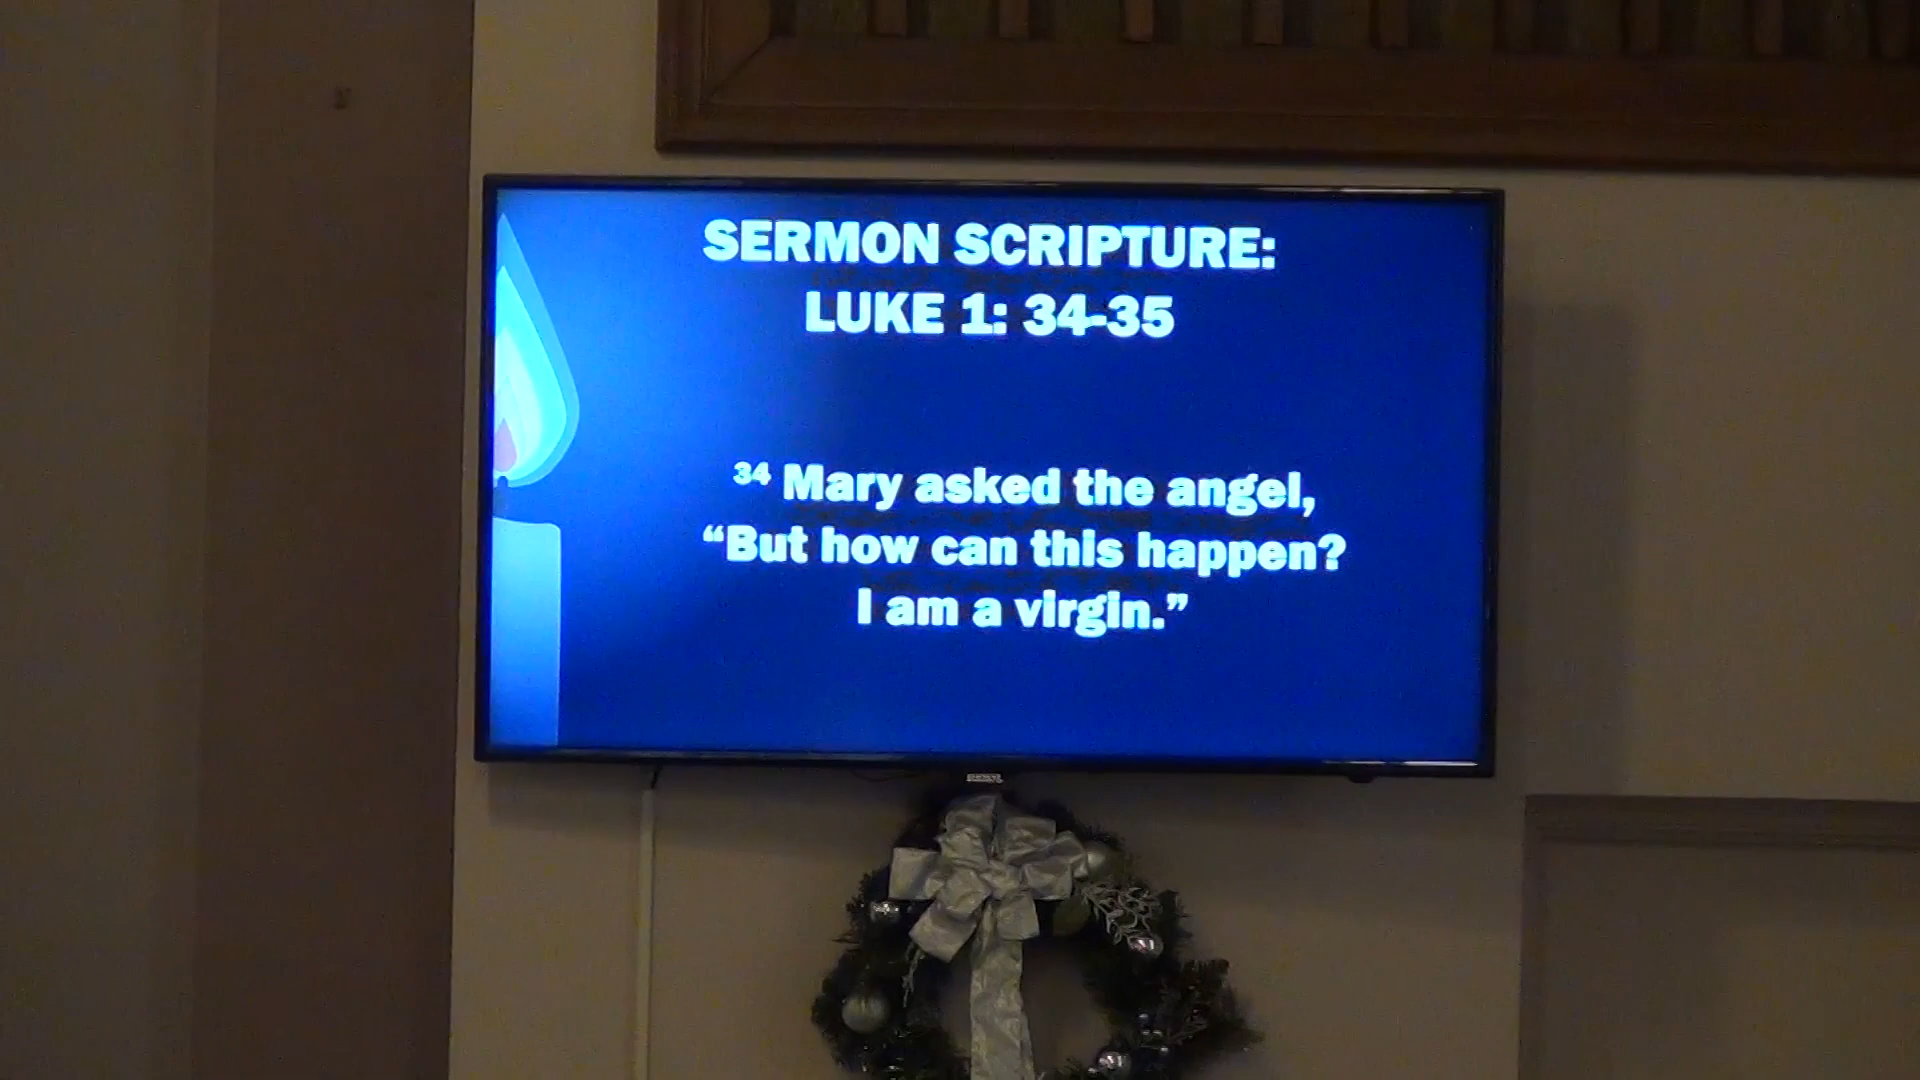 SERMON SCRIPTURE:
LUKE 1: 34-35
34 Mary asked the angel,
“But how can this happen?
I am a virgin.”